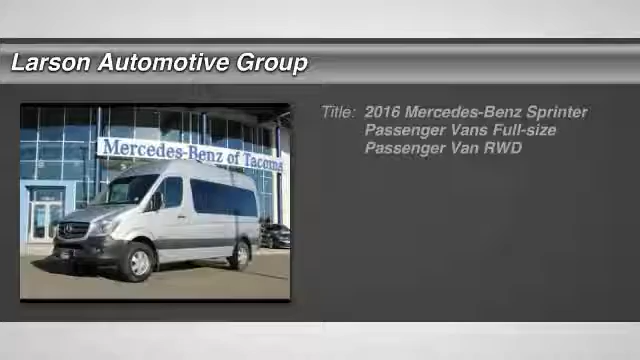 Larson Automotive Group
Mercedes-Benz of Tacoma
Title: 2016 Mercedes-Benz Sprinter
Passenger Vans Full-size
Passenger Van RWD